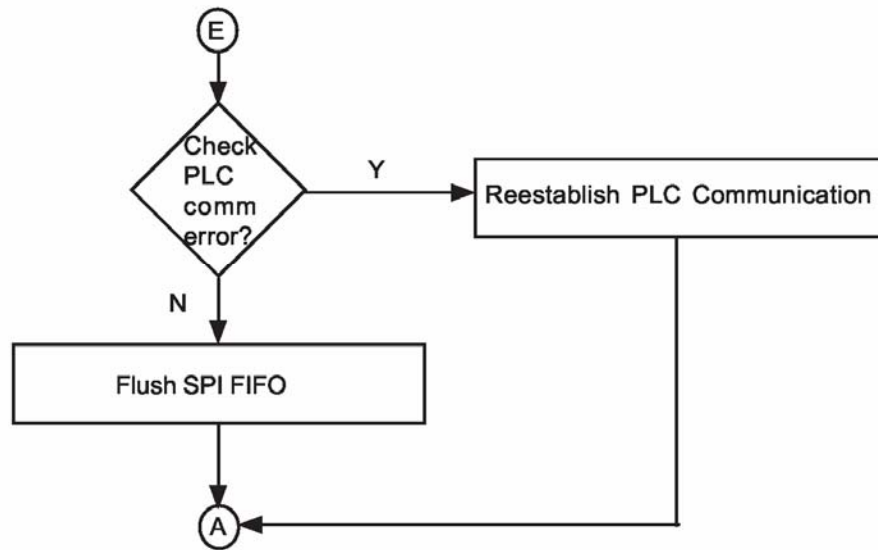 E
Check
PLC
comm
error?
Y
Reestablish PLC Communication
N
Flush SPI FIFO
A